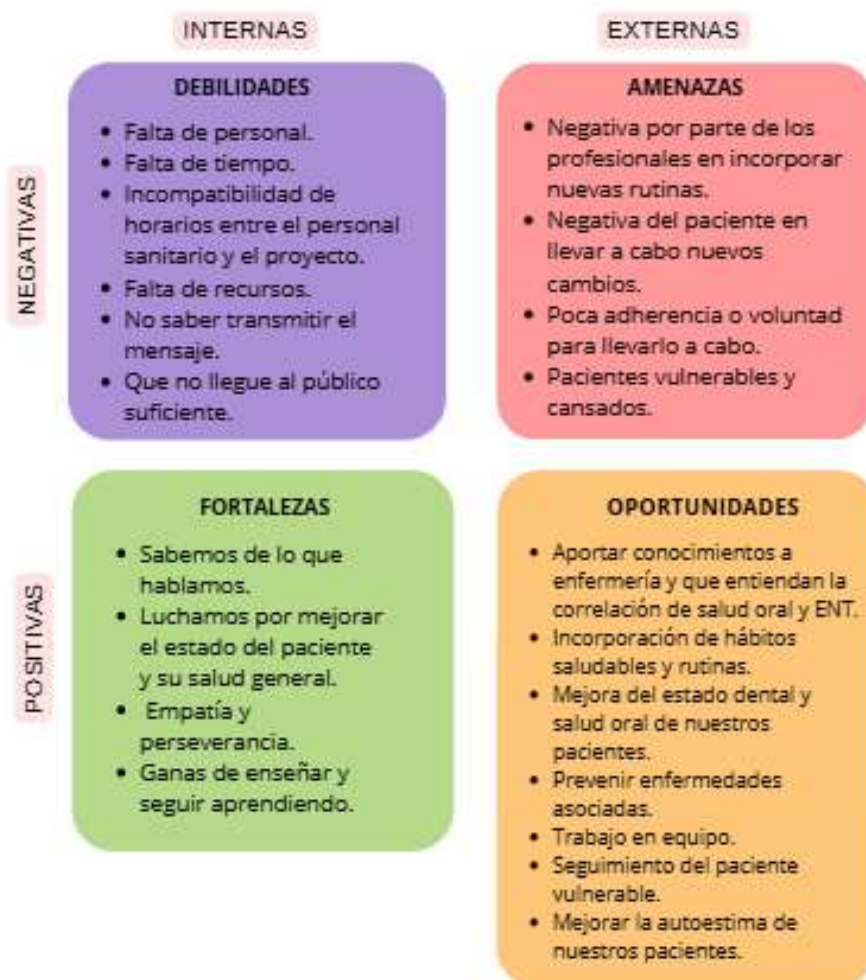 INTERNAS
EXTERNAS
NEGATIVAS
DEBILIDADES
• Falta de personal.
• Falta de tiempo.
• Incompatibilidad de
horarios entre el personal
sanitario y el proyecto.
• Falta de recursos.
• No saber transmitir el
mensaje.
• Que no llegue al público
suficiente.
AMENAZAS
• Negativa por parte de los
profesionales en incorporar
nuevas rutinas.
• Negativa del paciente en
llevar a cabo nuevos
cambios.
• Poca adherencia o voluntad
para llevarlo a cabo.
• Pacientes vulnerables y
cansados.
POSITIVAS
FORTALEZAS
• Sabemos de lo que
hablamos.
• Luchamos por mejorar
el estado del paciente
y su salud general.
• Empatía y
perseverancia.
• Ganas de enseñar y
seguir aprendiendo.
OPORTUNIDADES
• Aportar conocimientos a
enfermería y que entiendan la
correlación de salud oral y ENT.
• Incorporación de hábitos
saludables y rutinas.
• Mejora del estado dental y
salud oral de nuestros
pacientes.
• Prevenir enfermedades
asociadas.
• Trabajo en equipo.
• Seguimiento del paciente
vulnerable.
• Mejorar la autoestima de
nuestros pacientes.